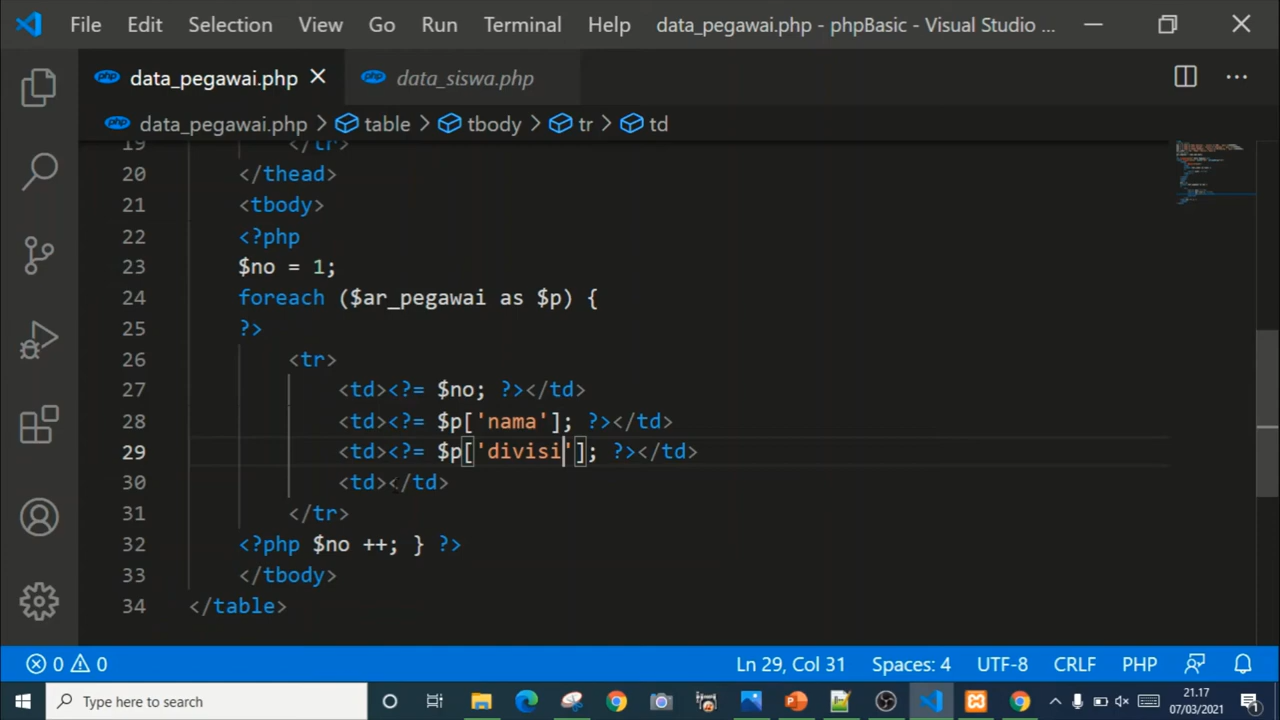 File Edit Selection View Go Run Terminal Help data_pegawai.php - phpBasic - Visual Studio ...
data_pegawai.php data_siswa.php
data_pegawai.php > table > tbody > tr > td
19 </tr>
20 </thead>
21 <tbody>
22 <?php
23 $no = 1;
24 foreach ($ar_pegawai as $p) {
25 ?>
26 <tr>
27 <td><?= $no; ?></td>
28 <td><?= $p['nama']; ?></td>
29 <td><?= $p['divisi']; ?></td>
30 <td></td>
31 </tr>
32 <?php $no ++; } ?>
33 </tbody>
34 </table>
0 0 Ln 29, Col 31 Spaces: 4 UTF-8 CRLF PHP
Type here to search
21.17
07/03/2021
1